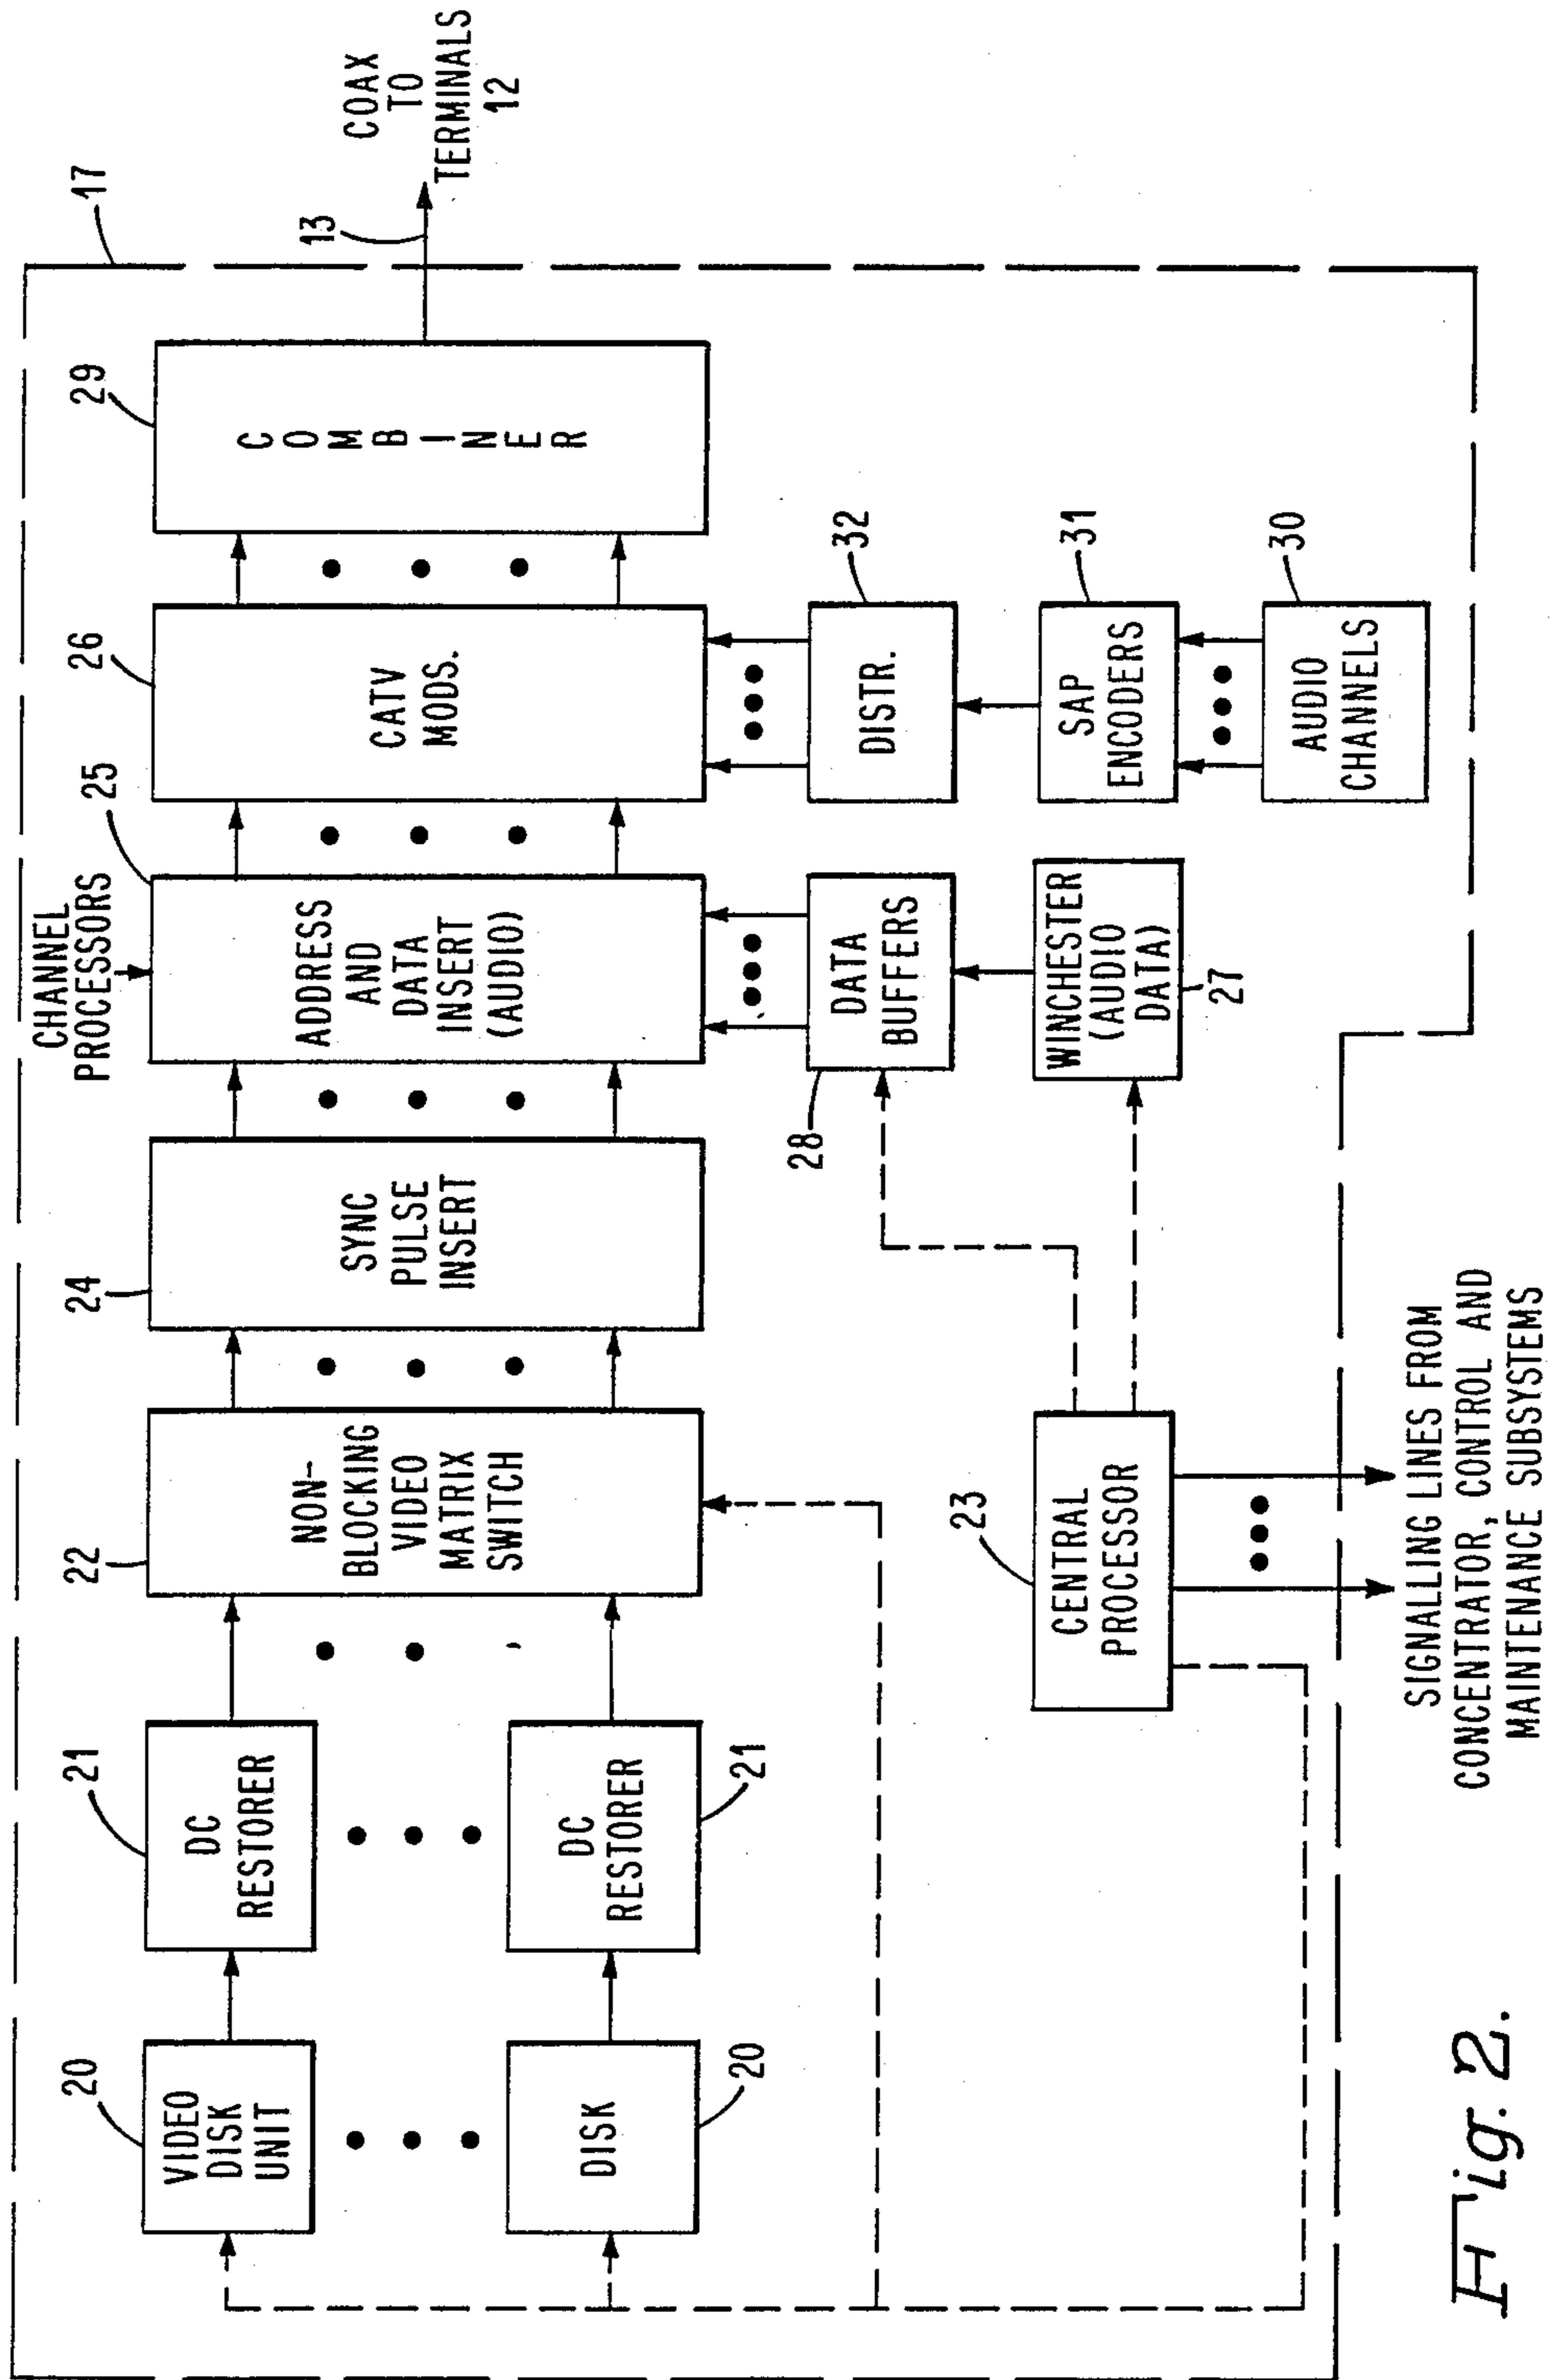 17
COAX
TO
TERMINALS
12
13
20
VIDEO
DISK
UNIT
21
DC
RESTORER
22
NON-
BLOCKING
VIDEO
MATRIX
SWITCH
24
SYNC
PULSE
INSERT
CHANNEL
PROCESSORS
25
ADDRESS
AND
DATA
INSERT
(AUDIO)
26
CATV
MODS.
29
COMBINER
DISK
20
DC
RESTORER
21
28
DATA
BUFFERS
DISTR.
32
23
CENTRAL
PROCESSOR
WINCHESTER
(AUDIO
DATA)
27
SAP
ENCODERS
31
AUDIO
CHANNELS
30
SIGNALLING LINES FROM
CONCENTRATOR, CONTROL AND
MAINTENANCE SUBSYSTEMS
Fig. 2.